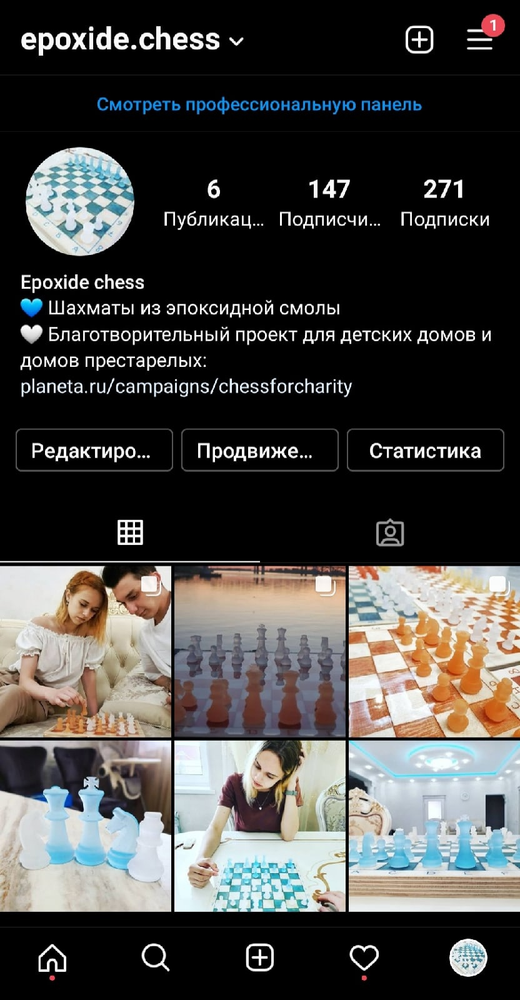 epoxide.chess
1
Смотреть профессиональную панель
6
147
271
Публикац...
Подписчи...
Подписки
Epoxide chess
💙 Шахматы из эпоксидной смолы
🤍 Благотворительный проект для детских домов и
домов престарелых:
planeta.ru/campaigns/chessforcharity
Редактиро...
Продвиже...
Статистика